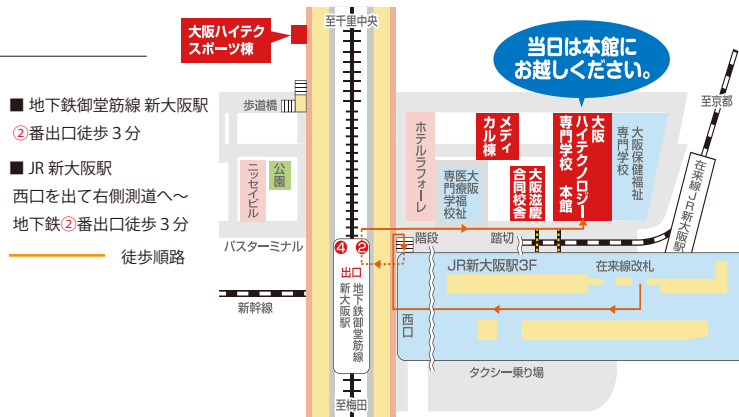 大阪ハイテク
スポーツ棟
至千里中央
当日は本館に
お越しください。
■ 地下鉄御堂筋線 新大阪駅
②番出口徒歩3分
■ JR 新大阪駅
西口を出て右側測道へ～
地下鉄②番出口徒歩3分
徒歩順路
歩道橋
ニッセイビル
公園
バスターミナル
新幹線
ホテルラフォーレ
大阪
医療福祉
専門学校
メディ
カル棟
大阪滋慶
合同校舎
大阪
ハイテクノロジー
専門学校 本館
大阪保健福祉
専門学校
至京都
在来線JR新大阪駅
④ ②
出口
地下鉄御堂筋線
新大阪駅
階段
踏切
JR新大阪駅3F
在来線改札
西口
タクシー乗り場
至梅田